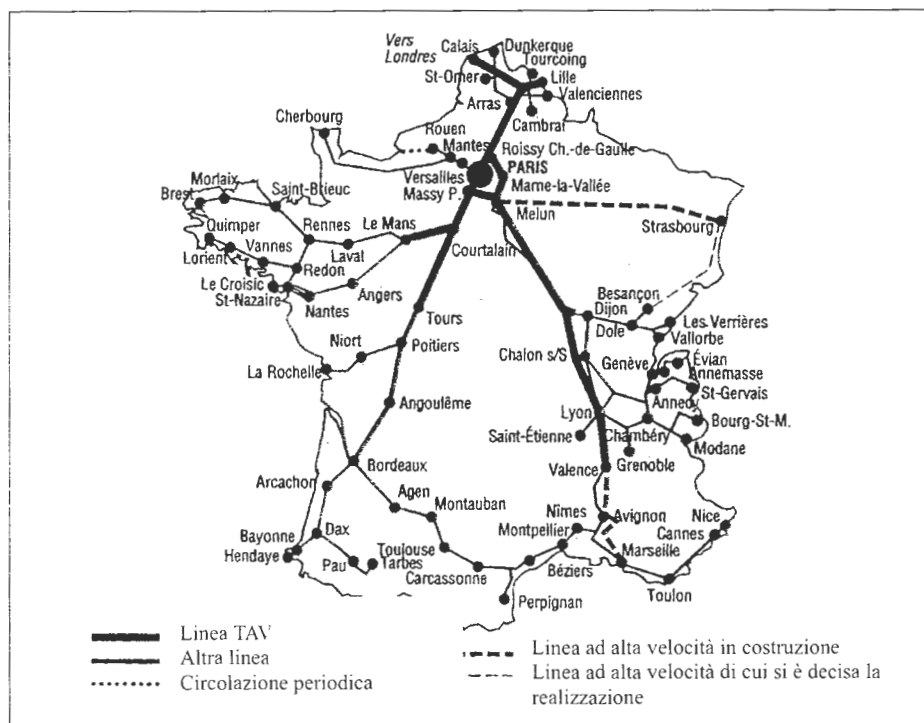 Vers
Londres
Calais
Dunkerque
Tourcoing
St-Omer
Lille
Valenciennes
Arras
Cambrai
Cherbourg
Rouen
Mantes
Roissy Ch.-de-Gaulle
PARIS
Versailles
Massy P.
Marne-la-Vallée
Melun
Strasbourg
Morlaix
Saint-Brieuc
Brest
Quimper
Rennes
Le Mans
Courtalain
Vannes
Laval
Lorient
Redon
Le Croisic
St-Nazaire
Angers
Nantes
Besançon
Dijon
Dole
Les Verrières
Vallorbe
Tours
Niort
Poitiers
Chalon s/S
Genève
Évian
Annemasse
La Rochelle
St-Gervais
Annecy
Angoulême
Lyon
Bourg-St-M.
Saint-Étienne
Chambéry
Modane
Valence
Grenoble
Bordeaux
Arcachon
Agen
Montauban
Nîmes
Avignon
Nice
Montpellier
Cannes
Bayonne
Dax
Marseille
Hendaye
Toulouse
Pau
Tarbes
Béziers
Carcassonne
Toulon
Perpignan
Linea TAV
Altra linea
Circolazione periodica
Linea ad alta velocità in costruzione
Linea ad alta velocità di cui si è decisa la
realizzazione